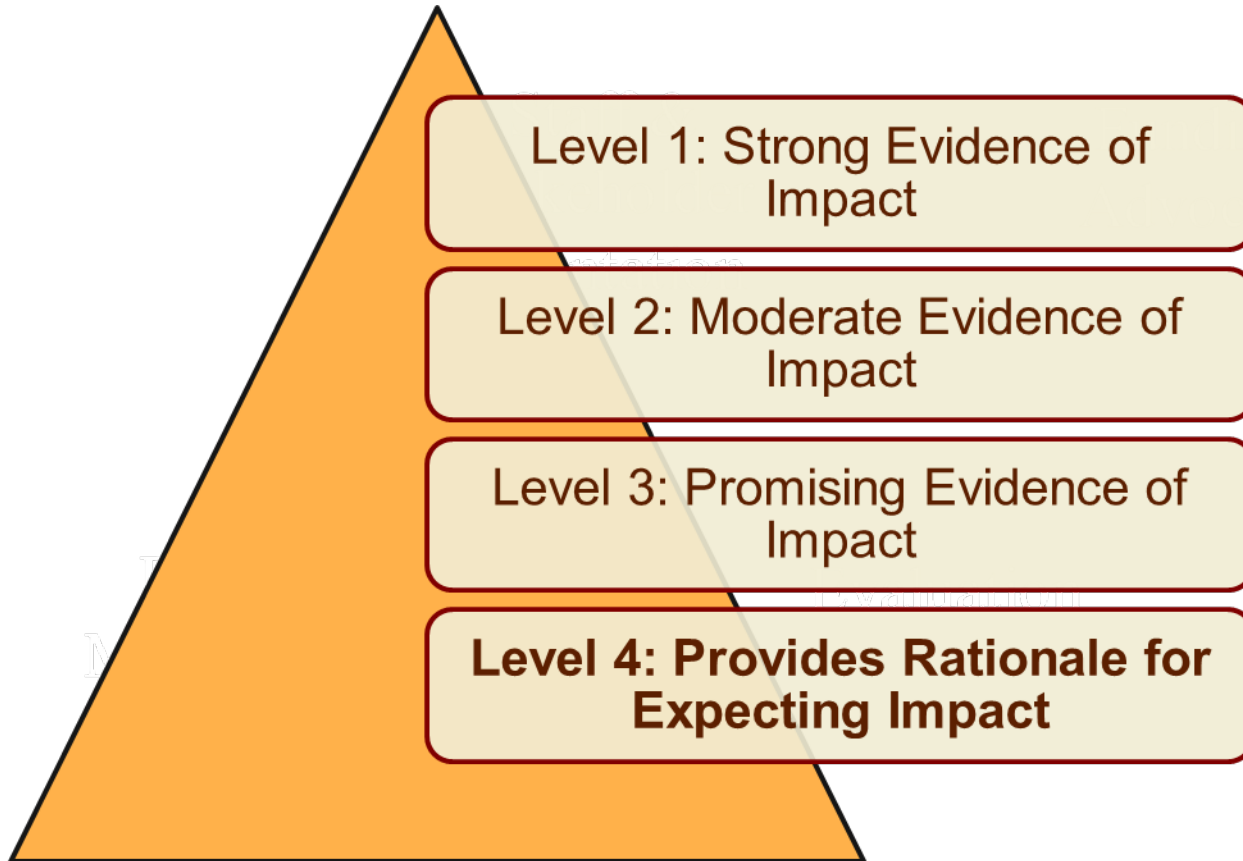 Level 1: Strong Evidence of
Impact
Level 2: Moderate Evidence of
Impact
Level 3: Promising Evidence of
Impact
Level 4: Provides Rationale for
Expecting Impact